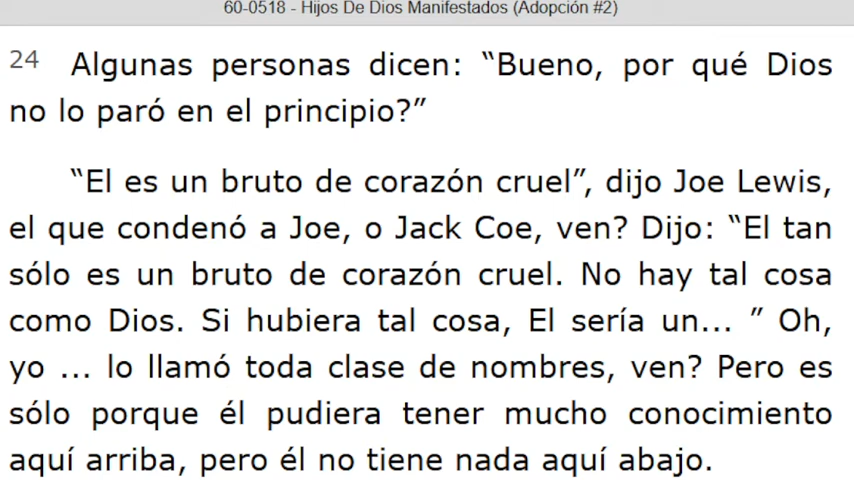 60-0518 - Hijos De Dios Manifestados (Adopción #2)
24 Algunas personas dicen: “Bueno, por qué Dios
no lo paró en el principio?”
“El es un bruto de corazón cruel”, dijo Joe Lewis,
el que condenó a Joe, o Jack Coe, ven? Dijo: “El tan
sólo es un bruto de corazón cruel. No hay tal cosa
como Dios. Si hubiera tal cosa, El sería un... ” Oh,
yo ... lo llamó toda clase de nombres, ven? Pero es
sólo porque él pudiera tener mucho conocimiento
aquí arriba, pero él no tiene nada aquí abajo.